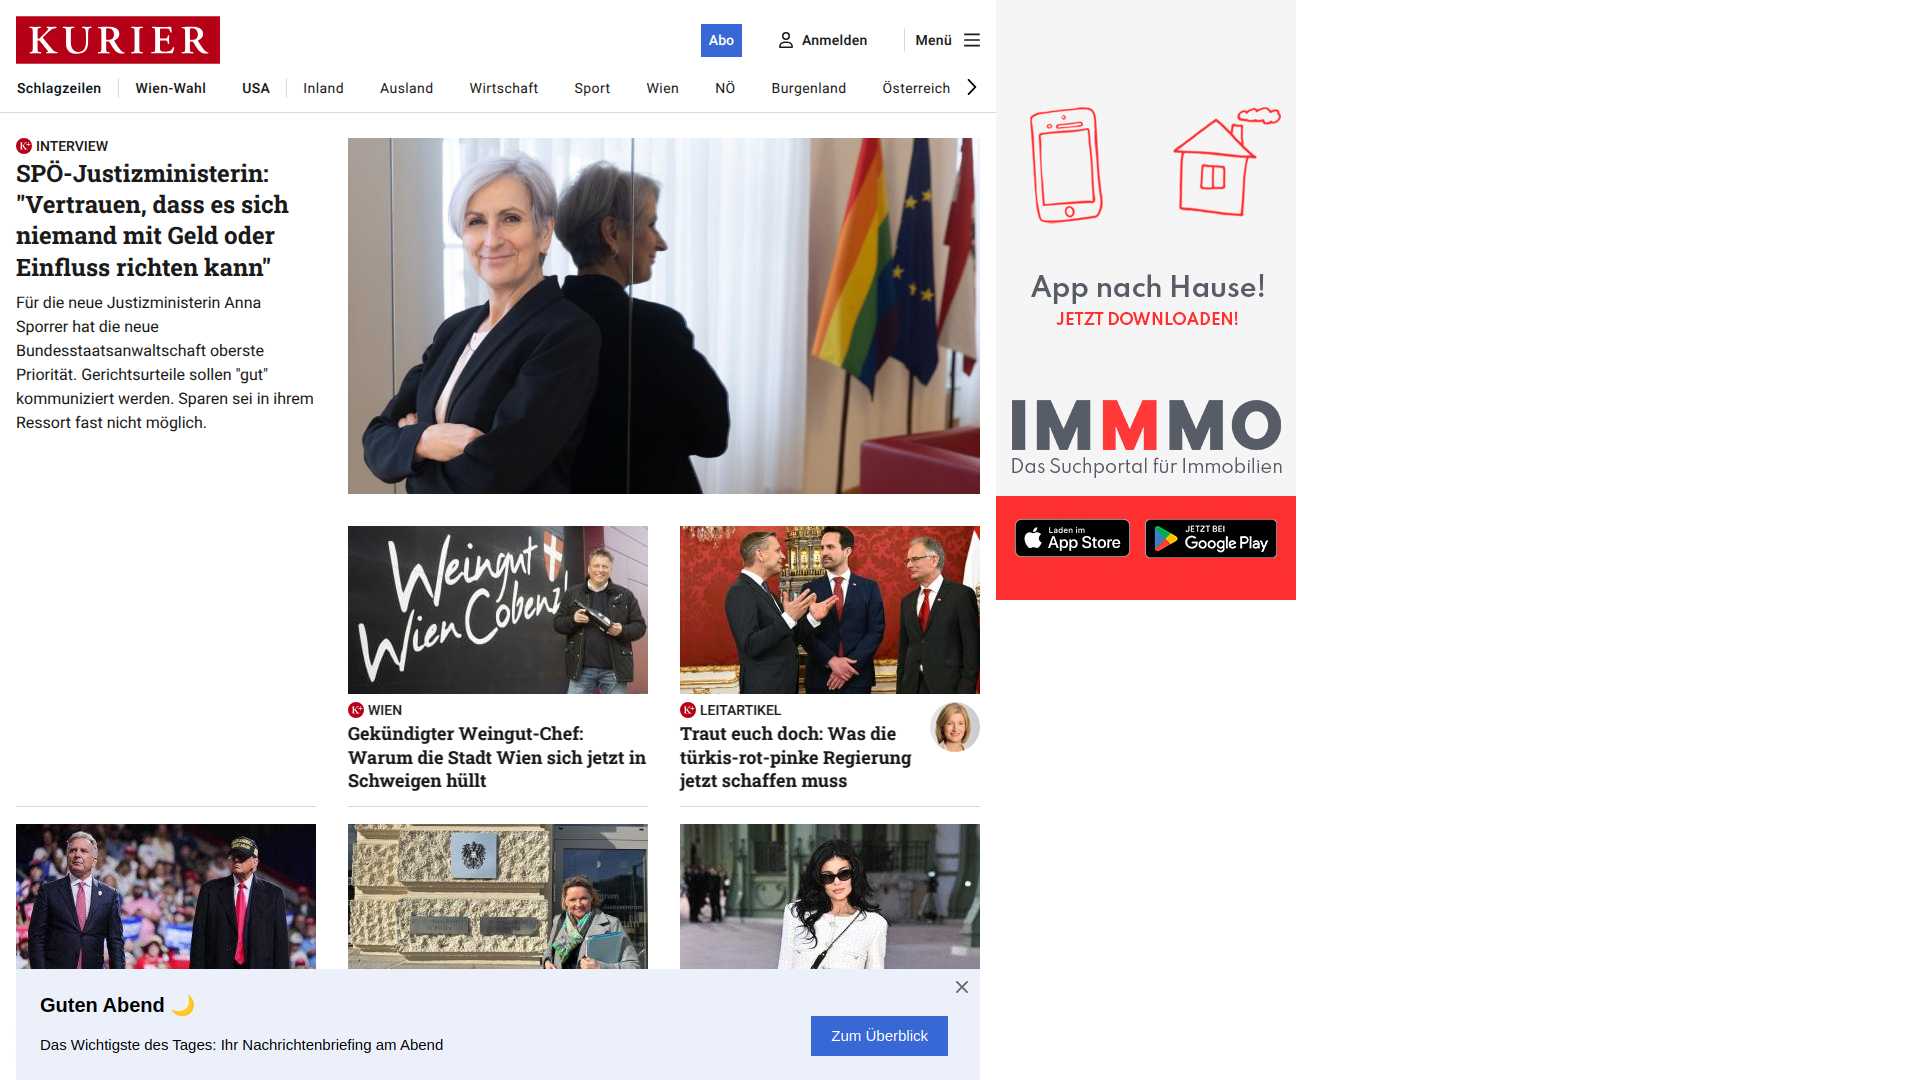 KURIER
Abo
Anmelden
Menü
Schlagzeilen
Wien-Wahl
USA
Inland
Ausland
Wirtschaft
Sport
Wien
NÖ
Burgenland
Österreich
INTERVIEW
SPÖ-Justizministerin:
"Vertrauen, dass es sich
niemand mit Geld oder
Einfluss richten kann"
Für die neue Justizministerin Anna
Sporrer hat die neue
Bundesstaatsanwaltschaft oberste
Priorität. Gerichtsurteile sollen "gut"
kommuniziert werden. Sparen sei in ihrem
Ressort fast nicht möglich.
Weingut
Wien Cobenzl
K+ WIEN
Gekündigter Weingut-Chef:
Warum die Stadt Wien sich jetzt in
Schweigen hüllt
K+ LEITARTIKEL
Traut euch doch: Was die
türkis-rot-pinke Regierung
jetzt schaffen muss
Guten Abend 🌙
Das Wichtigste des Tages: Ihr Nachrichtenbriefing am Abend
Zum Überblick
App nach Hause!
JETZT DOWNLOADEN!
IMMMO
Das Suchportal für Immobilien
Laden im
App Store
JETZT BEI
Google Play